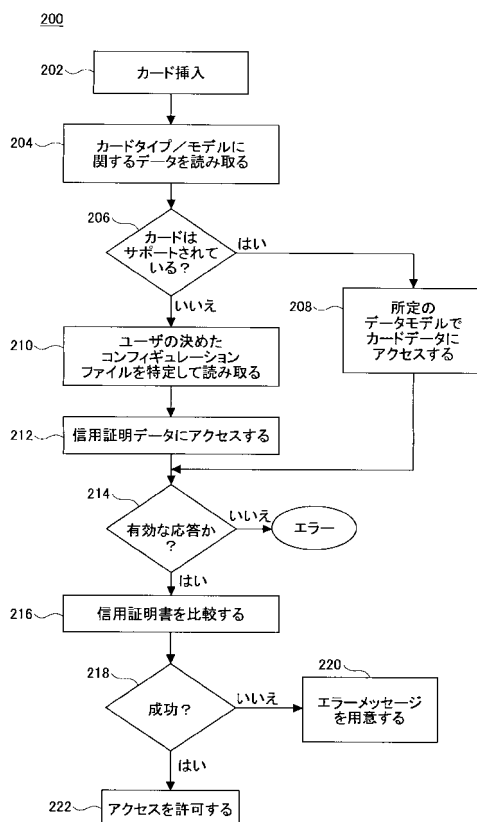 200
202
カード挿入
204
カードタイプ/モデルに
関するデータを読み取る
206
カードは
サポートされて
いる?
はい
いいえ
208
所定の
データモデルで
カードデータに
アクセスする
210
ユーザの決めた
コンフィギュレーション
ファイルを特定して読み取る
212
信用証明データにアクセスする
214
有効な応答か
?
いいえ
エラー
はい
216
信用証明書を比較する
218
成功?
いいえ
220
エラーメッセージ
を用意する
はい
222
アクセスを許可する